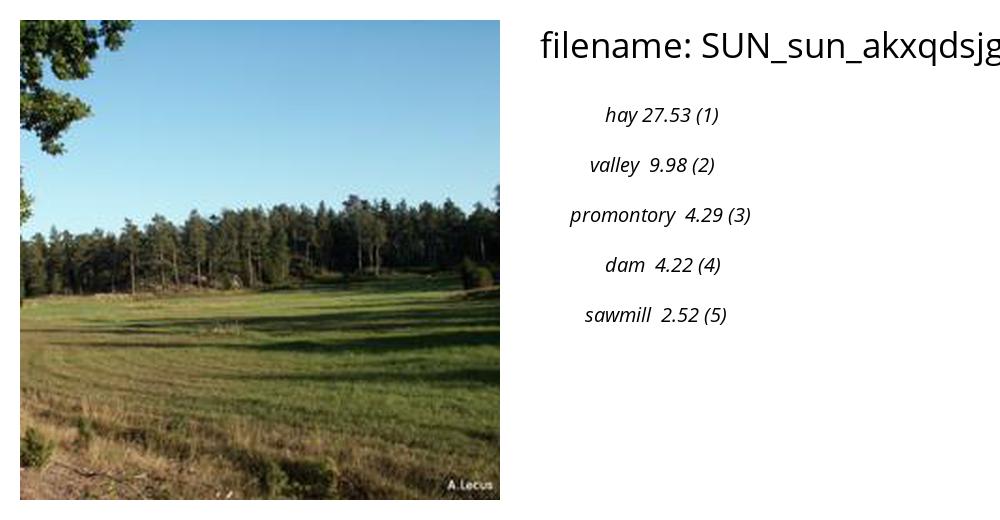 filename: SUN_sun_akxqdsjg
hay 27.53 (1)
valley 9.98 (2)
promontory 4.29 (3)
dam 4.22 (4)
sawmill 2.52 (5)
A.Lecus